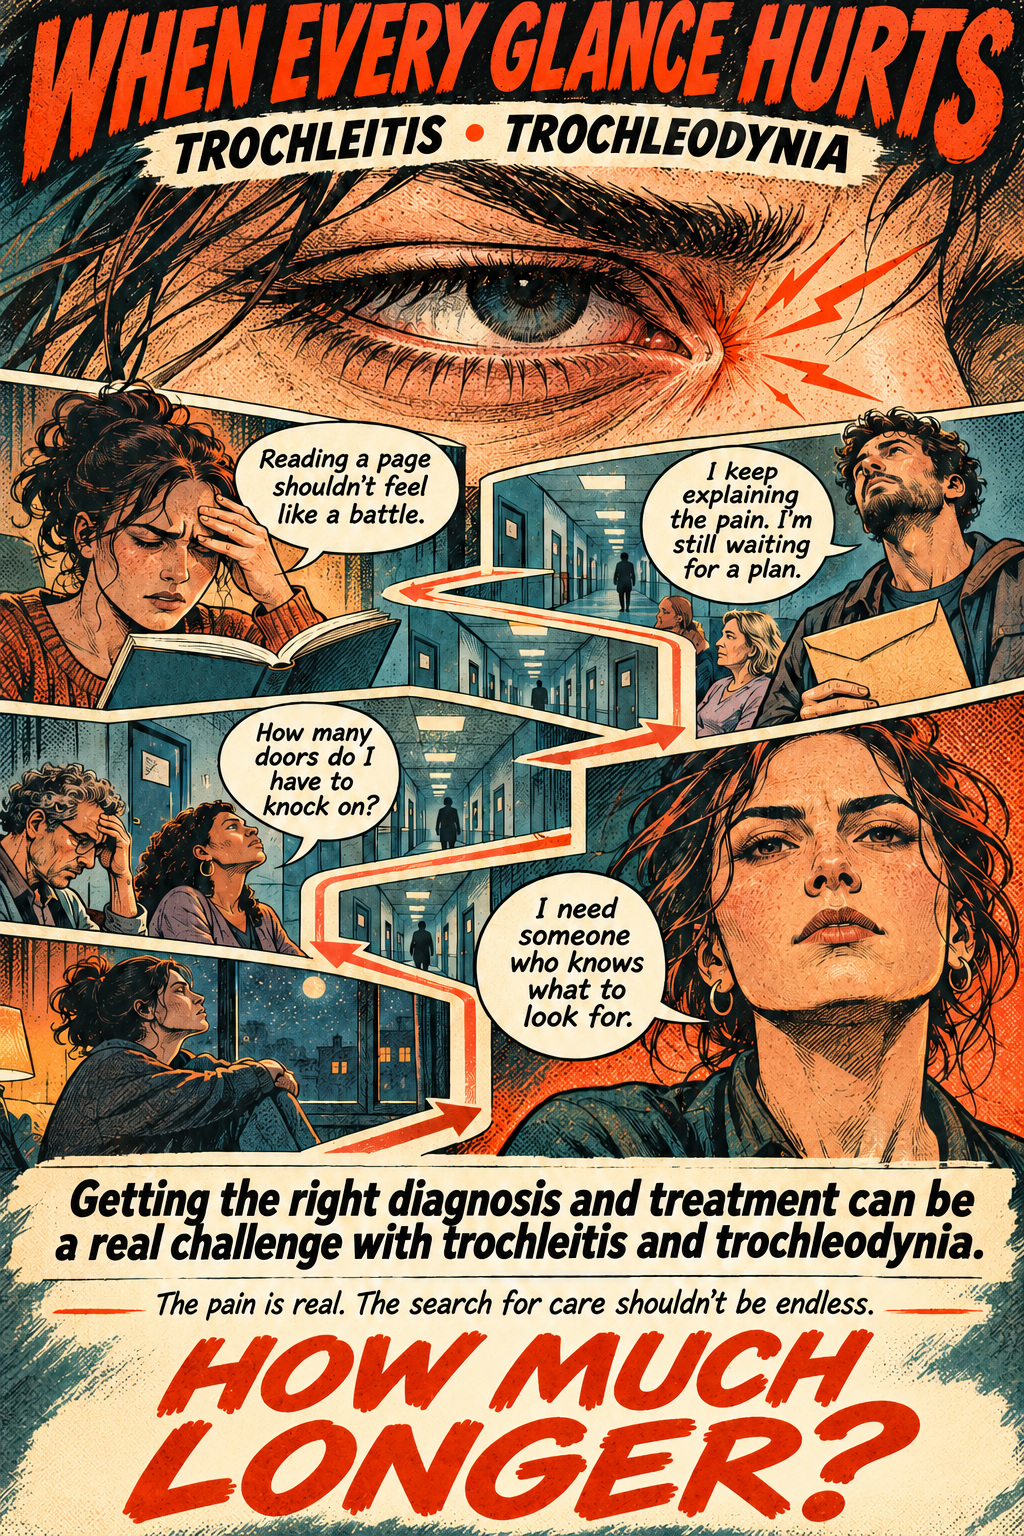 WHEN EVERY GLANCE HURTS
TROCHLEITIS • TROCHLEODYNIA
Reading a page
shouldn't feel
like a battle.
I keep
explaining
the pain. I'm
still waiting
for a plan.
How many
doors do I
have to
knock on?
I need
someone
who knows
what to
look for.
Getting the right diagnosis and treatment can be
a real challenge with trochleitis and trochleodynia.
The pain is real. The search for care shouldn't be endless.
HOW MUCH
LONGER?